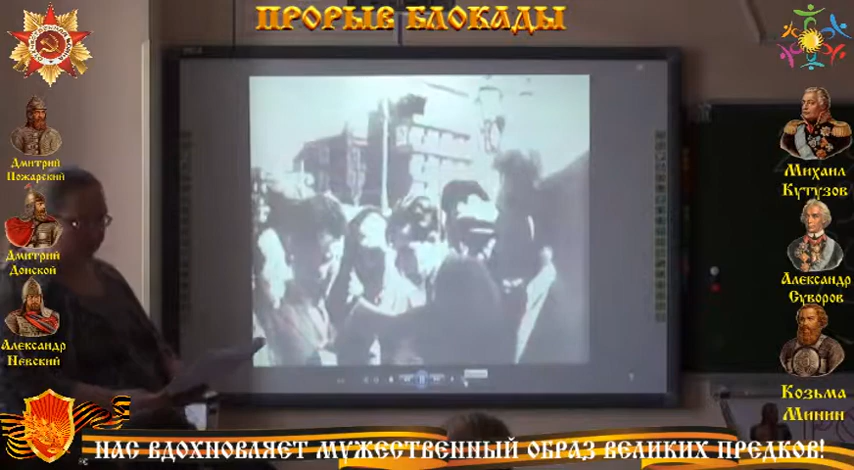 ПРОРЫВ БЛОКАДЫ
Дмитрий
Пожарский
Дмитрий
Донской
Александр
Невский
Михаил
Кутузов
Александр
Суворов
Козьма
Минин
НАС ВДОХНОВЛЯЕТ МУЖЕСТВЕННЫЙ ОБРАЗ ВЕЛИКИХ ПРЕДКОВ!